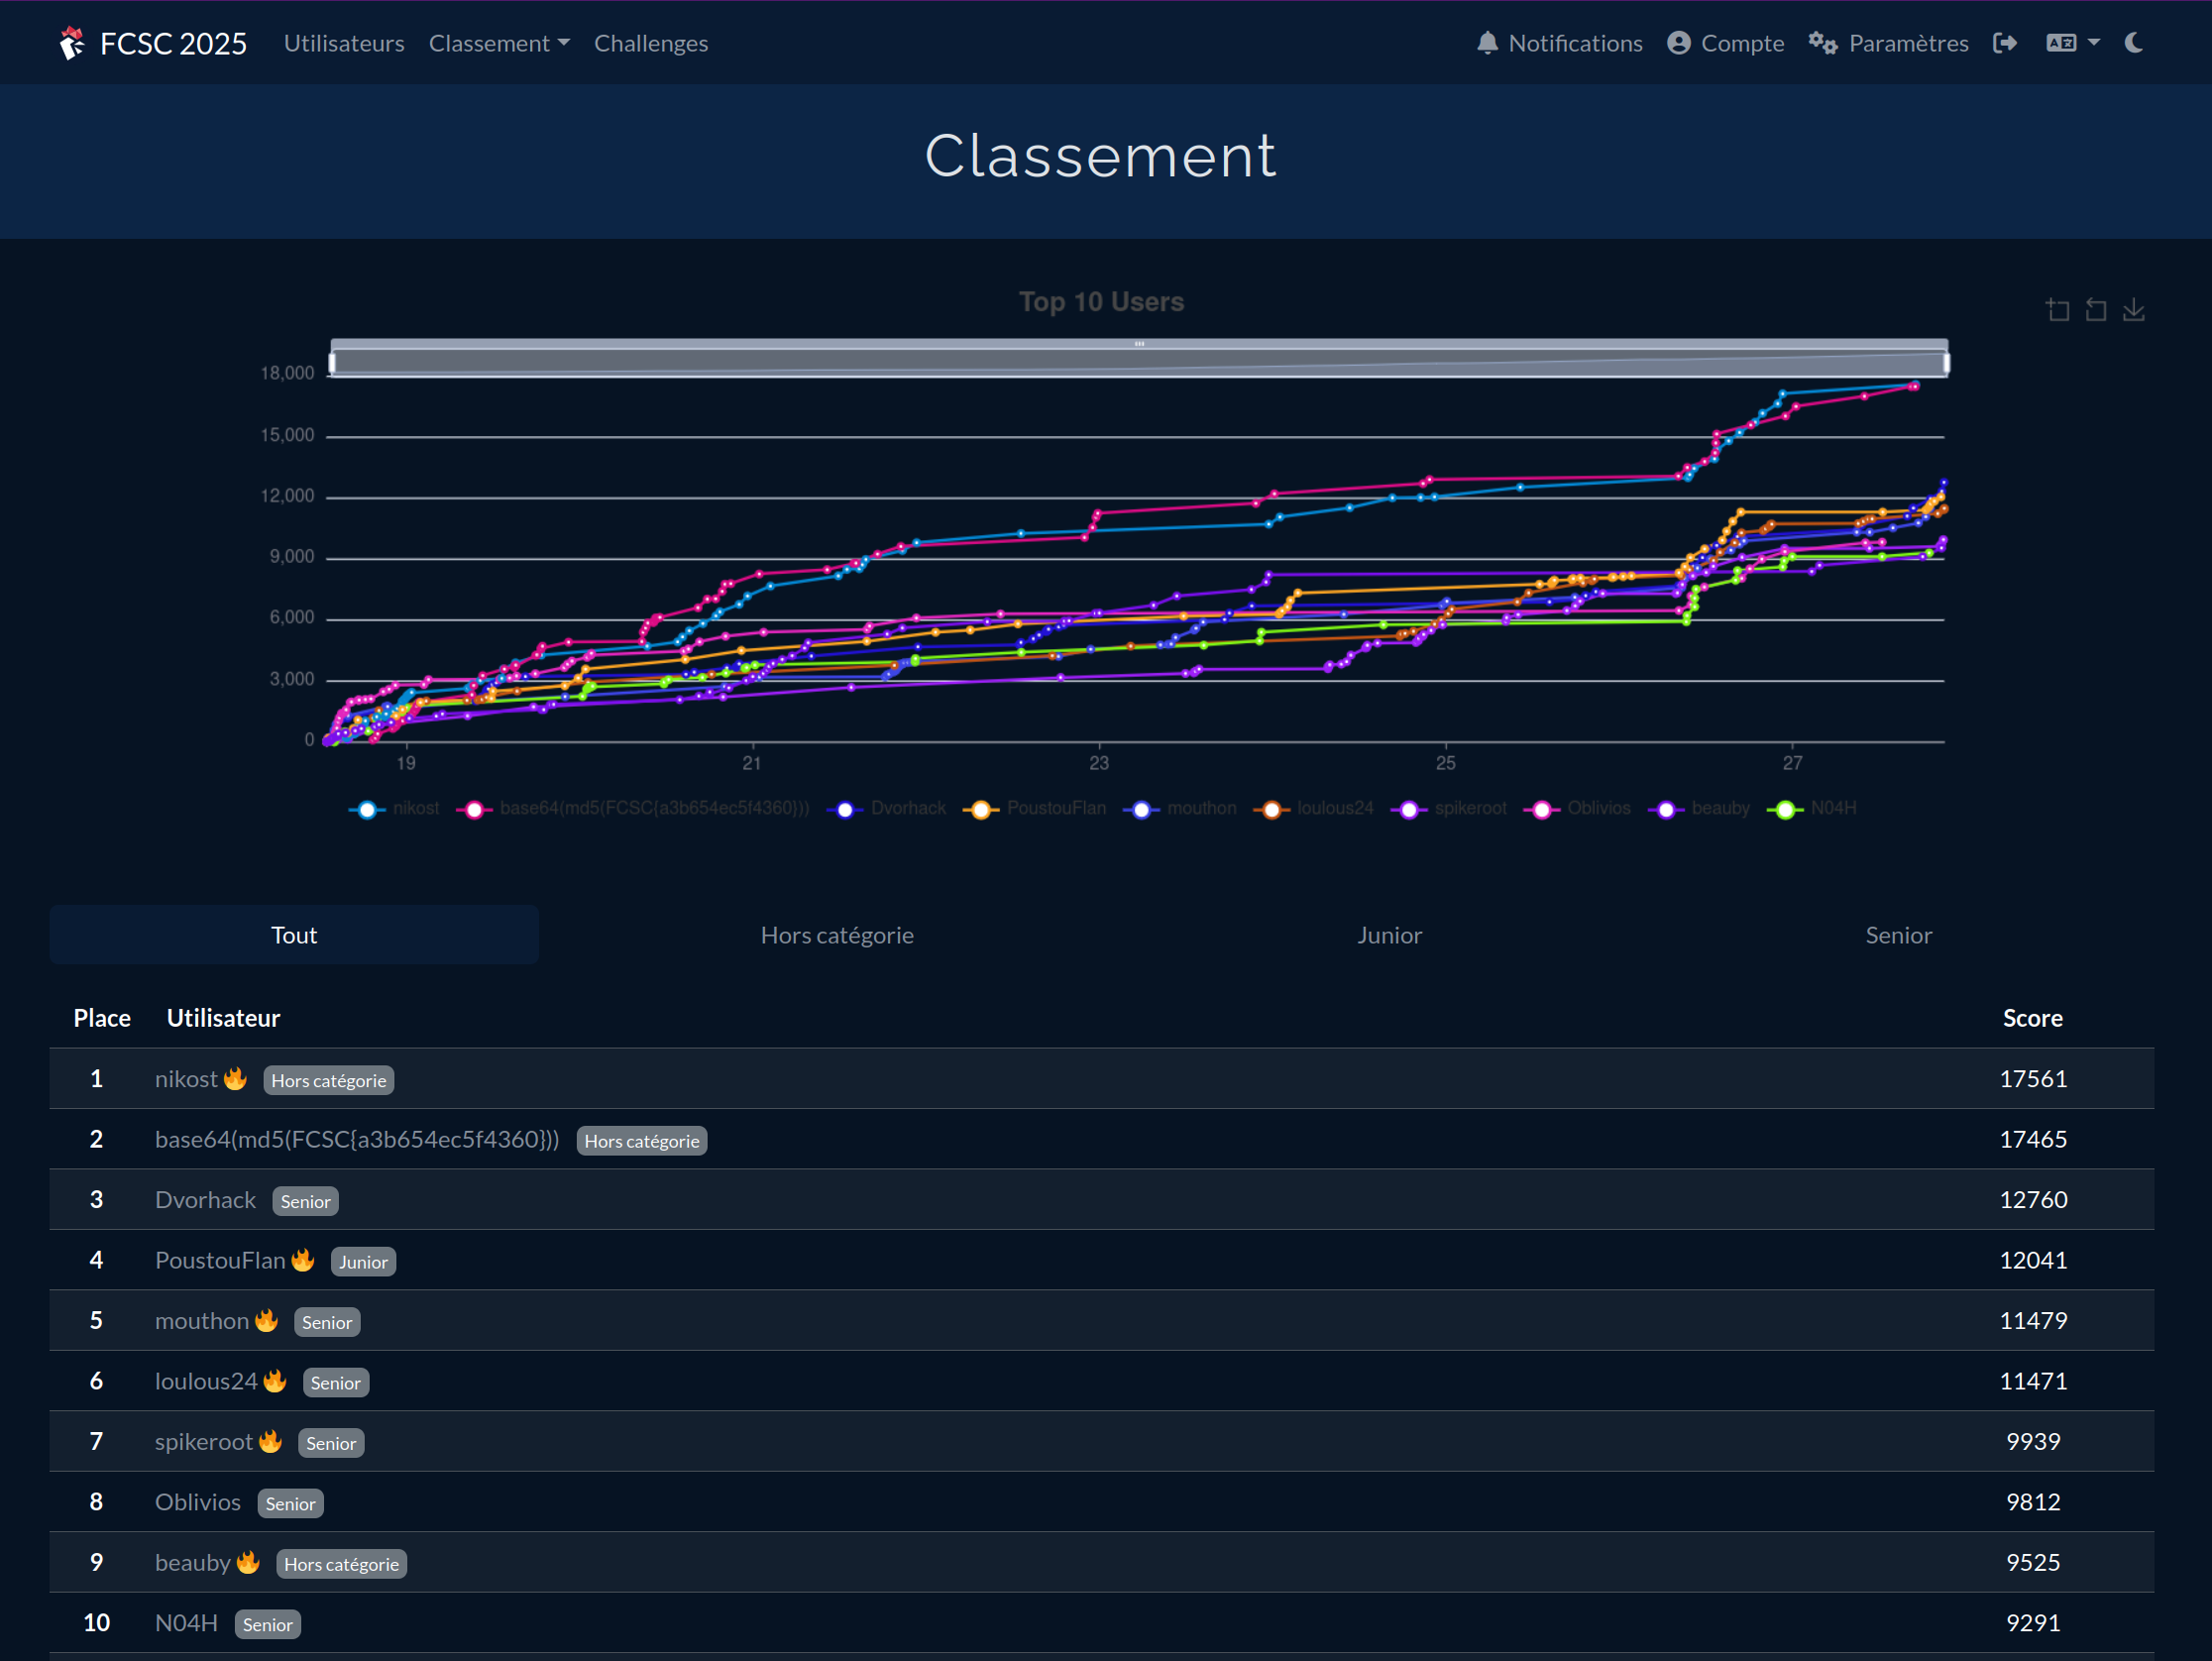 FCSC 2025 Utilisateurs Classement Challenges Notifications Compte Paramètres
Classement
Top 10 Users
18,000
15,000
12,000
9,000
6,000
3,000
0
19 21 23 25 27
nikost base64(md5(FCSC{a3b654ec5f4360})) Dvorhack PoustouFlan mouthon loulous24 spikeroot Oblivios beauby N04H
Tout Hors catégorie Junior Senior
Place Utilisateur Score
1 nikost🔥 Hors catégorie 17561
2 base64(md5(FCSC{a3b654ec5f4360})) Hors catégorie 17465
3 Dvorhack Senior 12760
4 PoustouFlan🔥 Junior 12041
5 mouthon🔥 Senior 11479
6 loulous24🔥 Senior 11471
7 spikeroot🔥 Senior 9939
8 Oblivios Senior 9812
9 beauby🔥 Hors catégorie 9525
10 N04H Senior 9291